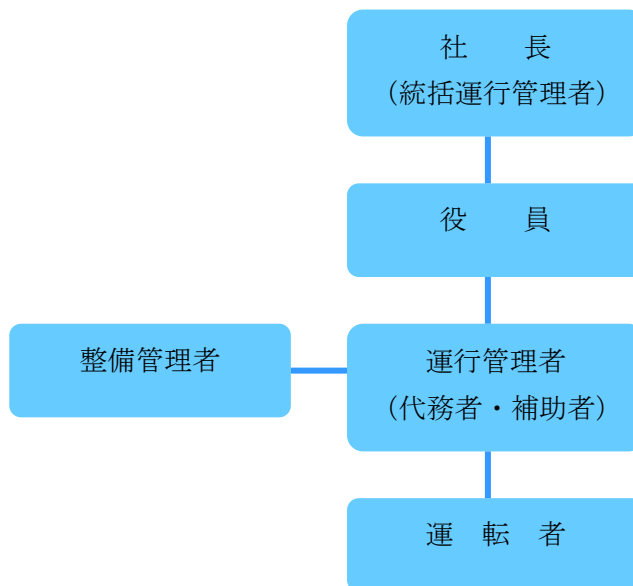 社　　長
（統括運行管理者）
役　　員
整備管理者
運行管理者
（代務者・補助者）
運　転　者